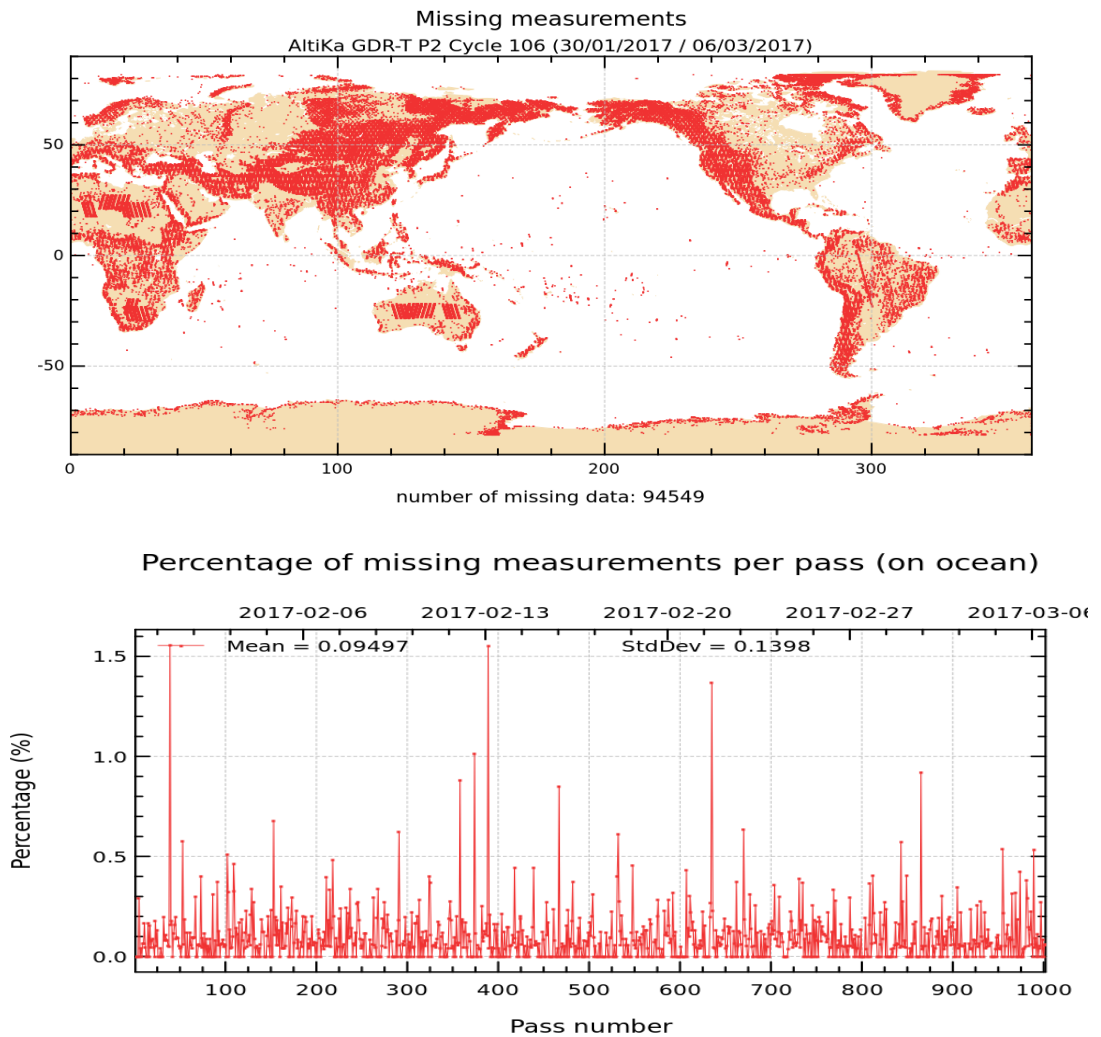 Missing measurements
AltiKa GDR-T P2 Cycle 106 (30/01/2017 / 06/03/2017)
50
0
-50
0 100 200 300
number of missing data: 94549
Percentage of missing measurements per pass (on ocean)
2017-02-06 2017-02-13 2017-02-20 2017-02-27 2017-03-06
Mean = 0.09497 StdDev = 0.1398
1.5
1.0
0.5
0.0
Percentage (%)
100 200 300 400 500 600 700 800 900 1000
Pass number